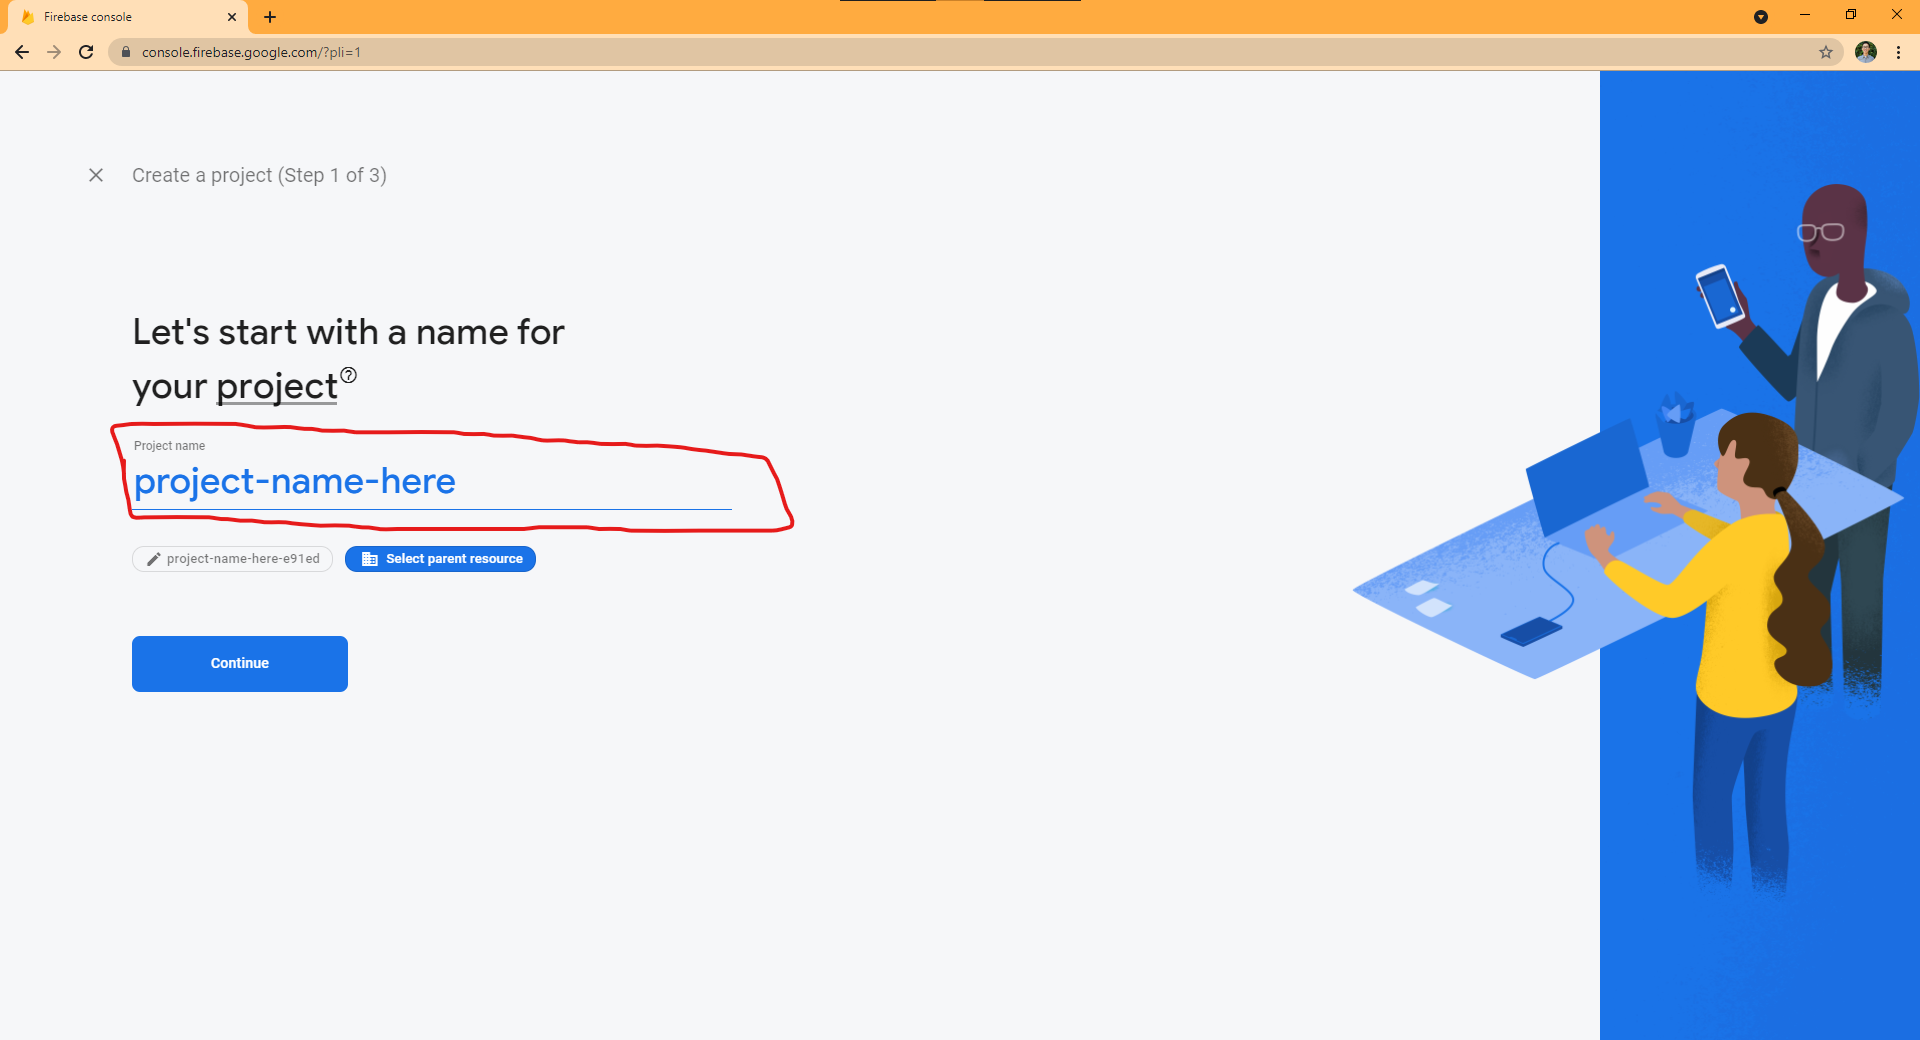 Firebase console
console.firebase.google.com/?pli=1
Create a project (Step 1 of 3)
Let's start with a name for
your project
Project name
project-name-here
project-name-here-e91ed
Select parent resource
Continue